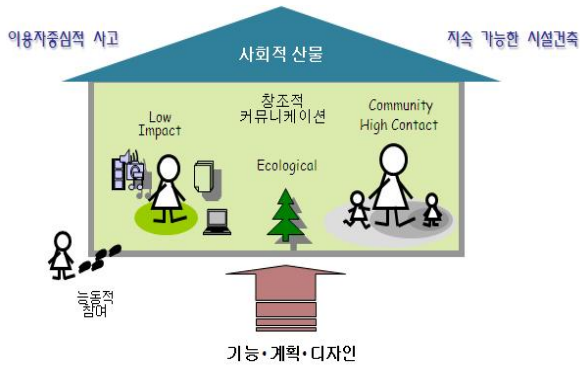 이용자중심적 사고
지속 가능한 시설건축
사회적 산물
창조적
커뮤니케이션
Low
Impact
Community
High Contact
Ecological
능동적
참여
기능•계획•디자인